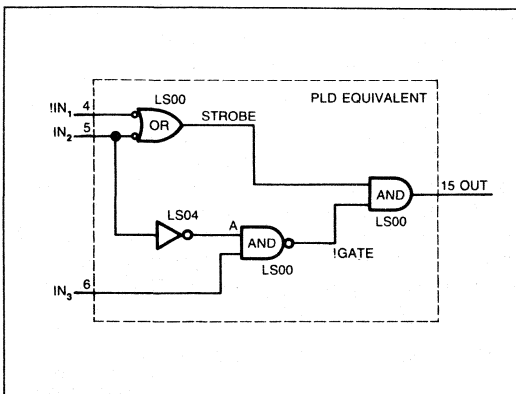 PLD EQUIVALENT
LS00
!IN₁ 4
OR
STROBE
IN₂ 5
AND
15 OUT
LS00
LS04
A
AND
!GATE
LS00
IN₃ 6